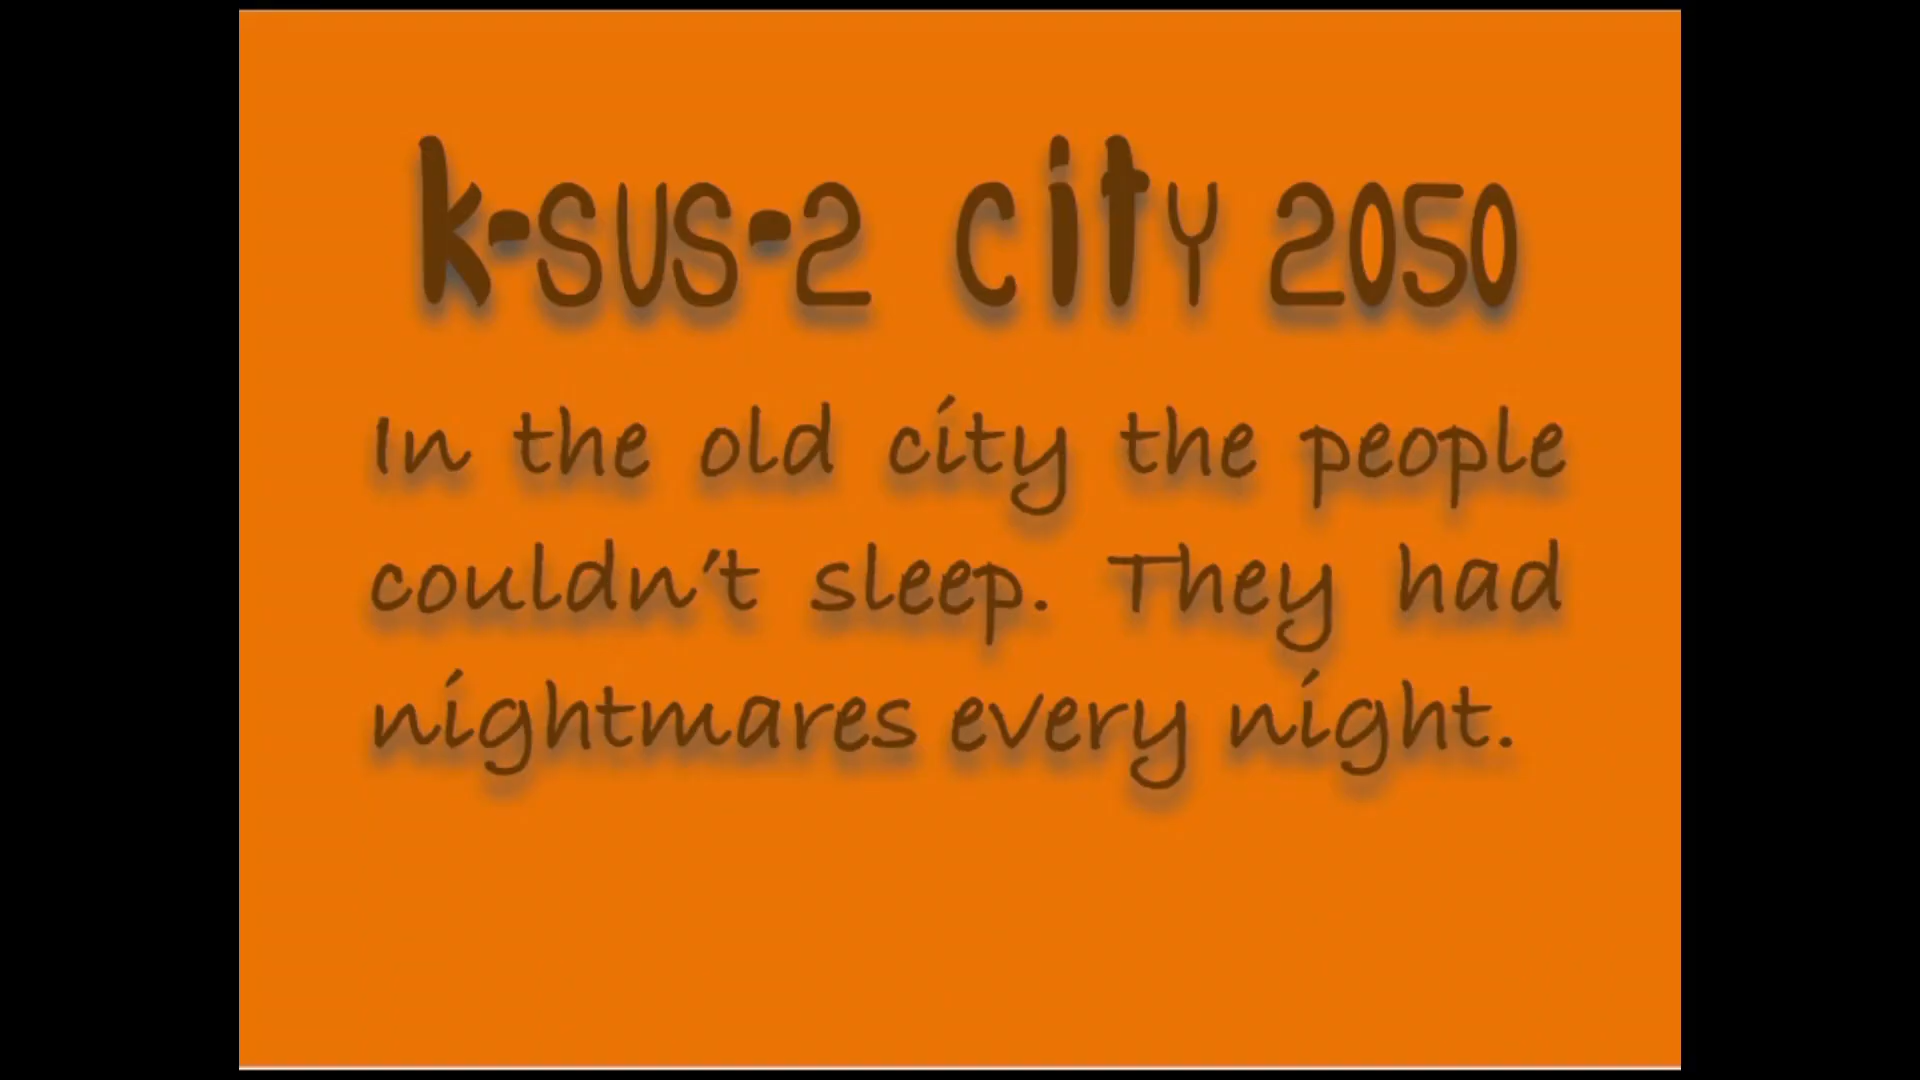 k-sus-2 city 2050
In the old city the people
couldn't sleep. They had
nightmares every night.